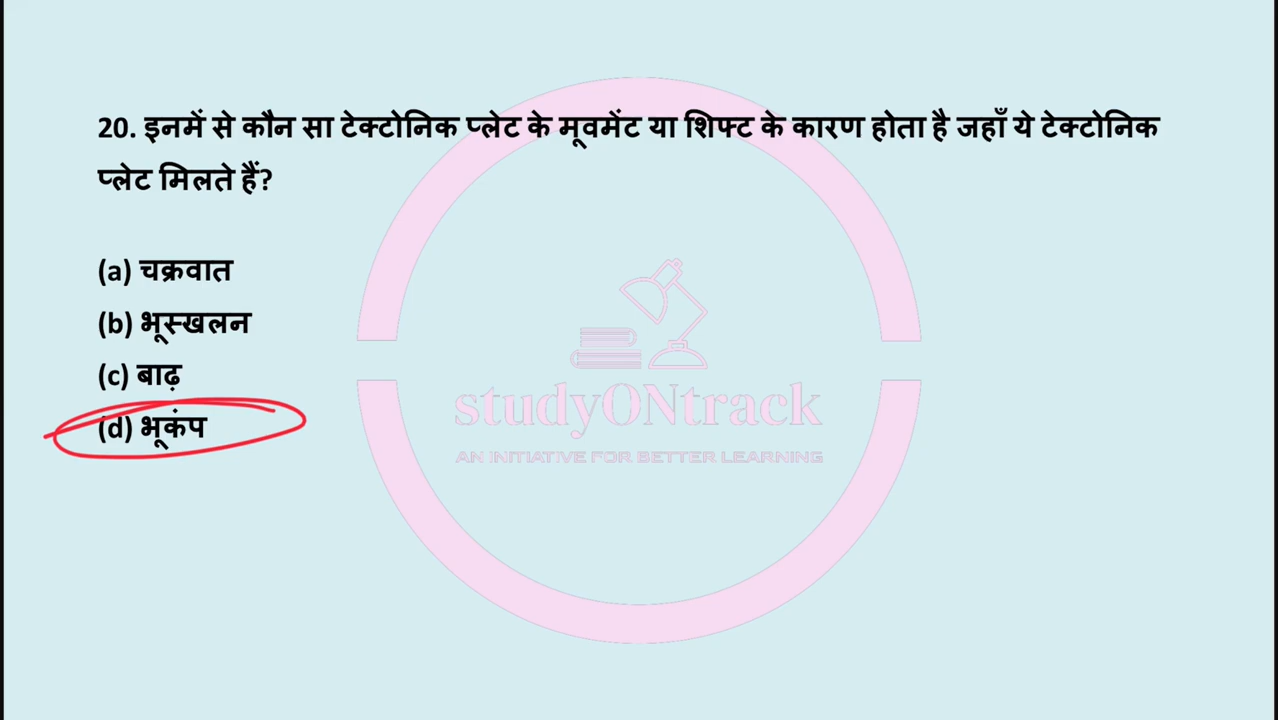 20. इनमें से कौन सा टेक्टोनिक प्लेट के मूवमेंट या शिफ्ट के कारण होता है जहाँ ये टेक्टोनिक
प्लेट मिलते हैं?
(a) चक्रवात
(b) भूस्खलन
(c) बाढ़
(d) भूकंप
studyONtrack
AN INITIATIVE FOR BETTER LEARNING